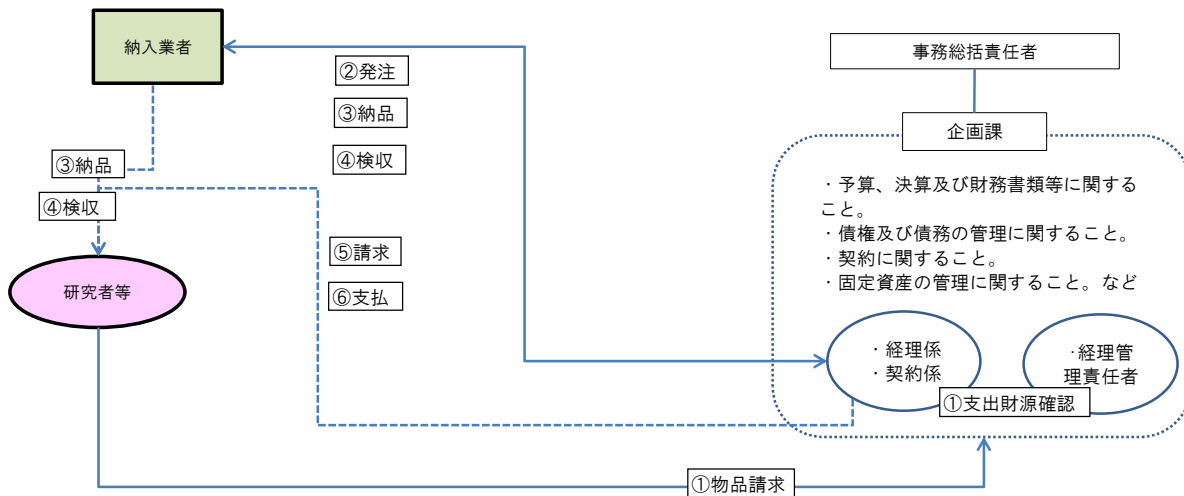 納入業者
②発注
③納品
④検収
③納品
④検収
⑤請求
⑥支払
研究者等
事務総括責任者
企画課
・予算、決算及び財務書類等に関する
こと。
・債権及び債務の管理に関すること。
・契約に関すること。
・固定資産の管理に関すること。など
・経理係
・契約係
・経理管
理責任者
①支出財源確認
①物品請求